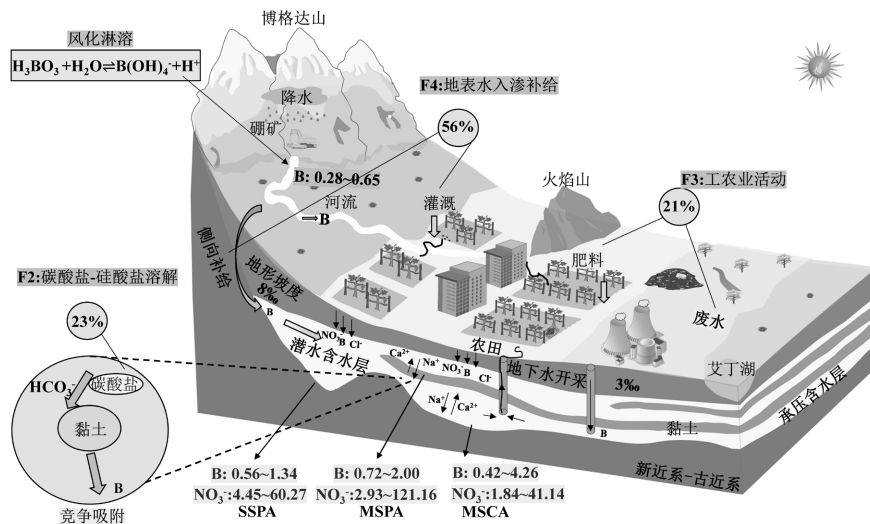 博格达山
风化淋溶
H₃BO₃+H₂O⇌B(OH)₄⁻+H⁺
降水
硼矿
F4:地表水入渗补给
56%
B: 0.28~0.65
河流
B
灌溉
火焰山
F3:工农业活动
21%
侧向补给
地形坡度
8‰
肥料
废水
F2:碳酸盐-硅酸盐溶解
23%
B
潜水含水层
NO₃⁻ B Cl⁻
农田
Ca²⁺
Na⁺
NO₃⁻ B
Cl⁻
地下水开采
3‰
艾丁湖
承压含水层
HCO₃⁻
碳酸盐
黏土
B
竞争吸附
Na⁺
Ca²⁺
B
黏土
新近系-古近系
B: 0.56~1.34
NO₃⁻:4.45~60.27
SSPA
B: 0.72~2.00
NO₃⁻:2.93~121.16
MSPA
B: 0.42~4.26
NO₃⁻:1.84~41.14
MSCA